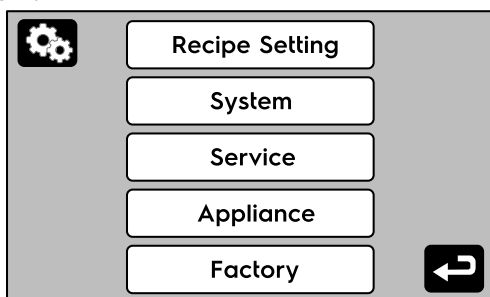 Recipe Setting
System
Service
Appliance
Factory